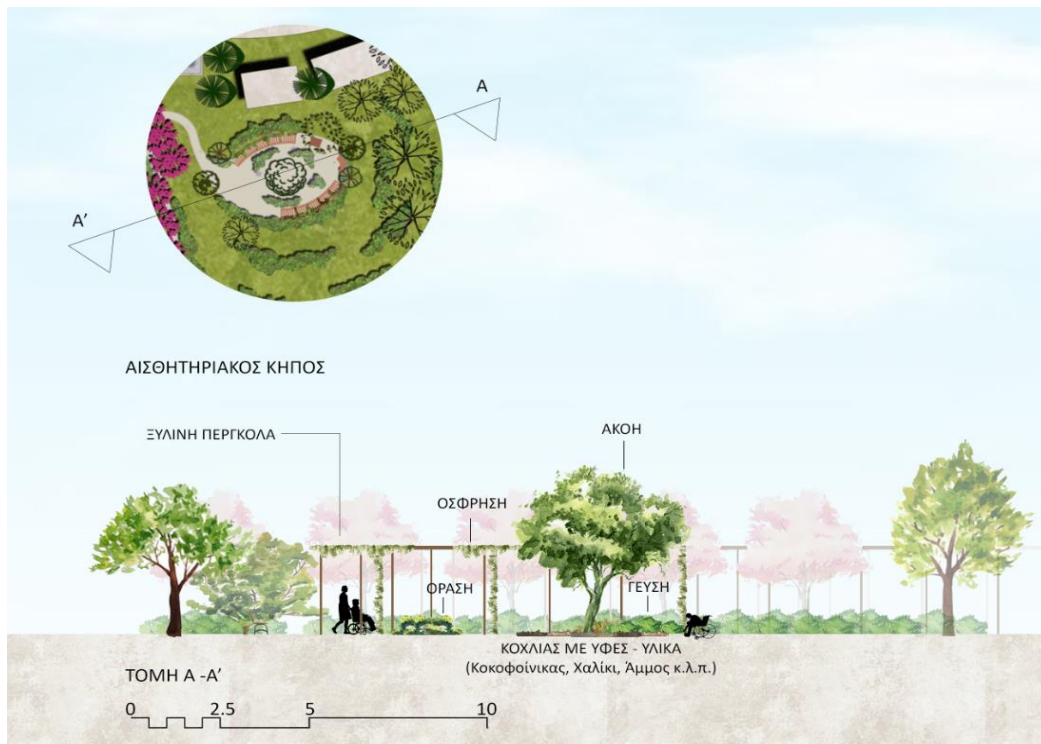 Α
Α'
ΑΙΣΘΗΤΗΡΙΑΚΟΣ ΚΗΠΟΣ
ΞΥΛΙΝΗ ΠΕΡΓΚΟΛΑ
ΑΚΟΗ
ΟΣΦΡΗΣΗ
ΟΡΑΣΗ
ΓΕΥΣΗ
ΚΟΧΛΙΑΣ ΜΕ ΥΦΕΣ - ΥΛΙΚΑ
(Κοκοφοίνικας, Χαλίκι, Άμμος κ.λ.π.)
ΤΟΜΗ Α -Α'
0 2.5 5 10